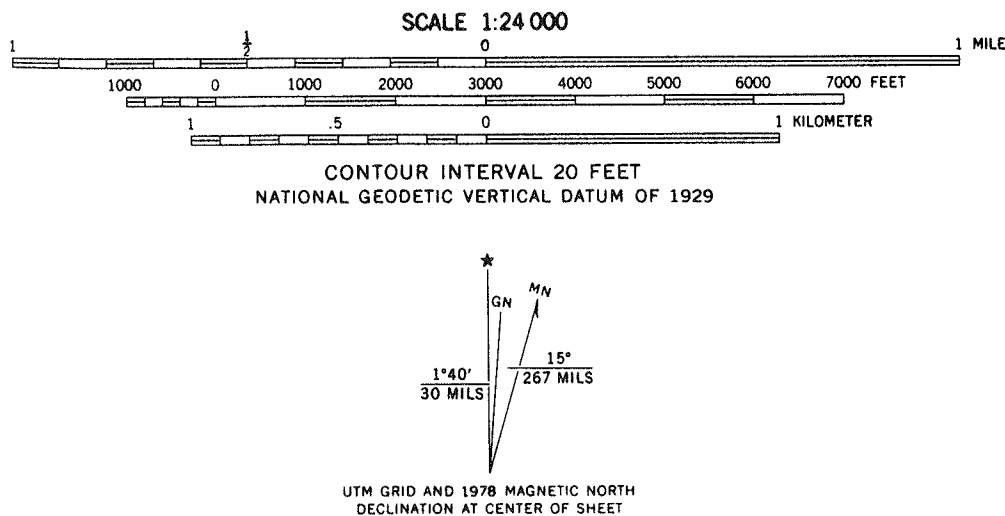 SCALE 1:24 000
1 1/2 0 1 MILE
1000 0 1000 2000 3000 4000 5000 6000 7000 FEET
1 .5 0 1 KILOMETER
CONTOUR INTERVAL 20 FEET
NATIONAL GEODETIC VERTICAL DATUM OF 1929
GN MN
1°40' 15°
30 MILS 267 MILS
UTM GRID AND 1978 MAGNETIC NORTH
DECLINATION AT CENTER OF SHEET